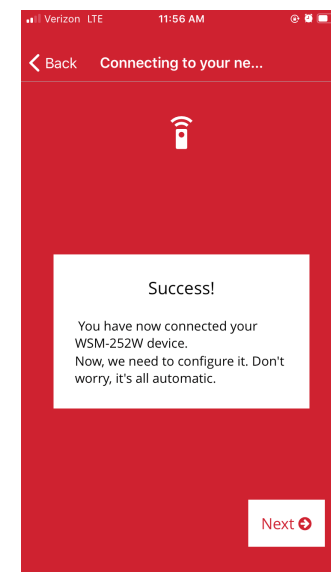 Verizon LTE 11:56 AM
Back Connecting to your ne...
Success!
You have now connected your
WSM-252W device.
Now, we need to configure it. Don't
worry, it's all automatic.
Next